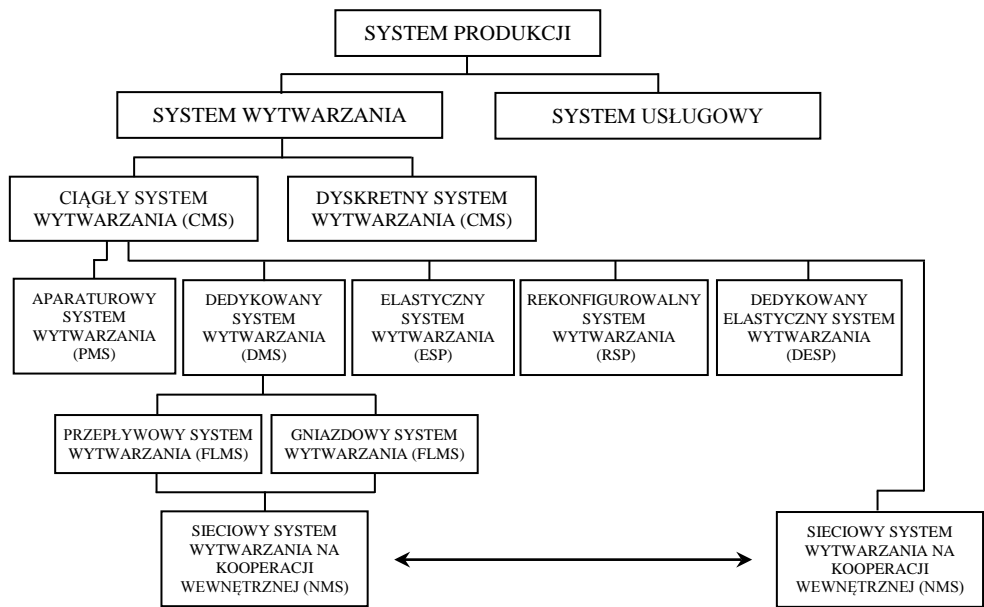 SYSTEM PRODUKCJI
SYSTEM WYTWARZANIA
SYSTEM USŁUGOWY
CIĄGŁY SYSTEM
WYTWARZANIA (CMS)
DYSKRETNY SYSTEM
WYTWARZANIA (CMS)
APARATUROWY
SYSTEM
WYTWARZANIA
(PMS)
DEDYKOWANY
SYSTEM
WYTWARZANIA
(DMS)
ELASTYCZNY
SYSTEM
WYTWARZANIA
(ESP)
REKONFIGUROWALNY
SYSTEM
WYTWARZANIA
(RSP)
DEDYKOWANY
ELASTYCZNY SYSTEM
WYTWARZANIA
(DESP)
PRZEPŁYWOWY SYSTEM
WYTWARZANIA (FLMS)
GNIAZDOWY SYSTEM
WYTWARZANIA (FLMS)
SIECIOWY SYSTEM
WYTWARZANIA NA
KOOPERACJI
WEWNĘTRZNEJ (NMS)
SIECIOWY SYSTEM
WYTWARZANIA NA
KOOPERACJI
WEWNĘTRZNEJ (NMS)